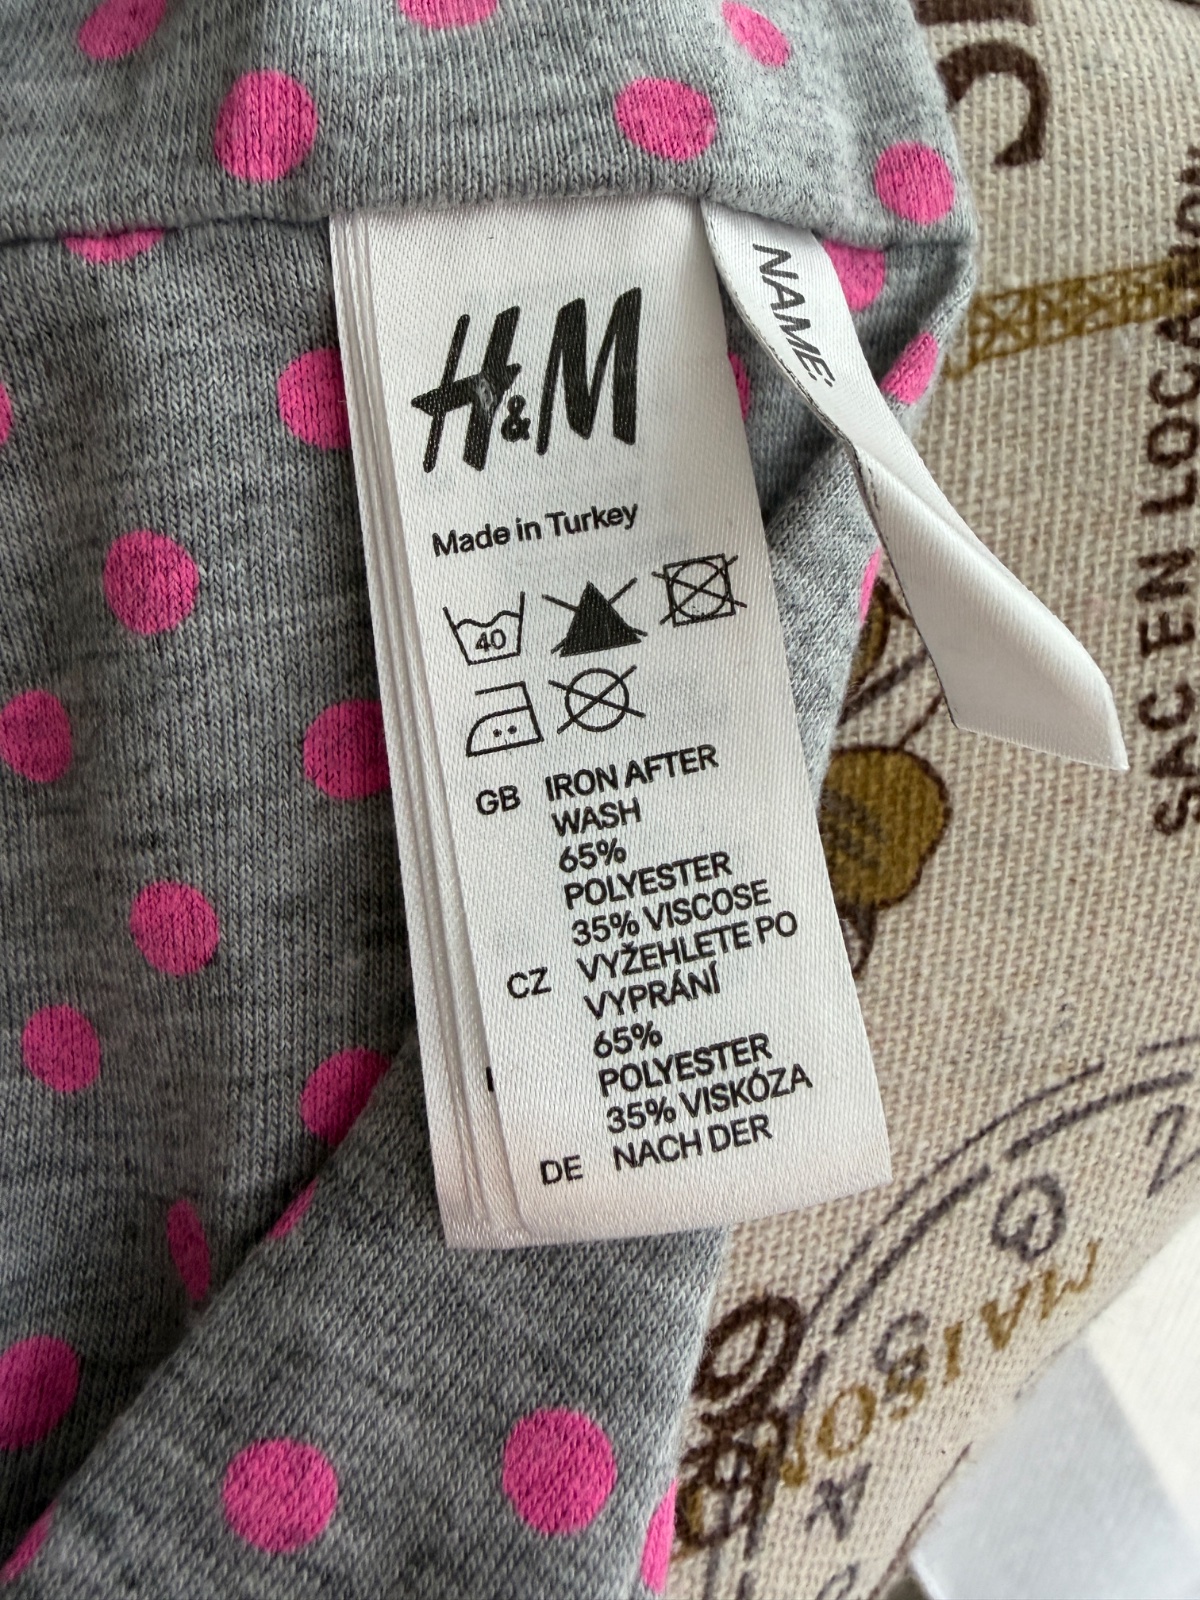 H&M
NAME:
Made in Turkey
40
GB IRON AFTER
WASH
65%
POLYESTER
35% VISCOSE
CZ VYŽEHLETE PO
VYPRÁNÍ
65%
POLYESTER
35% VISKÓZA
DE NACH DER
SAC EN LOCATION
MAISON